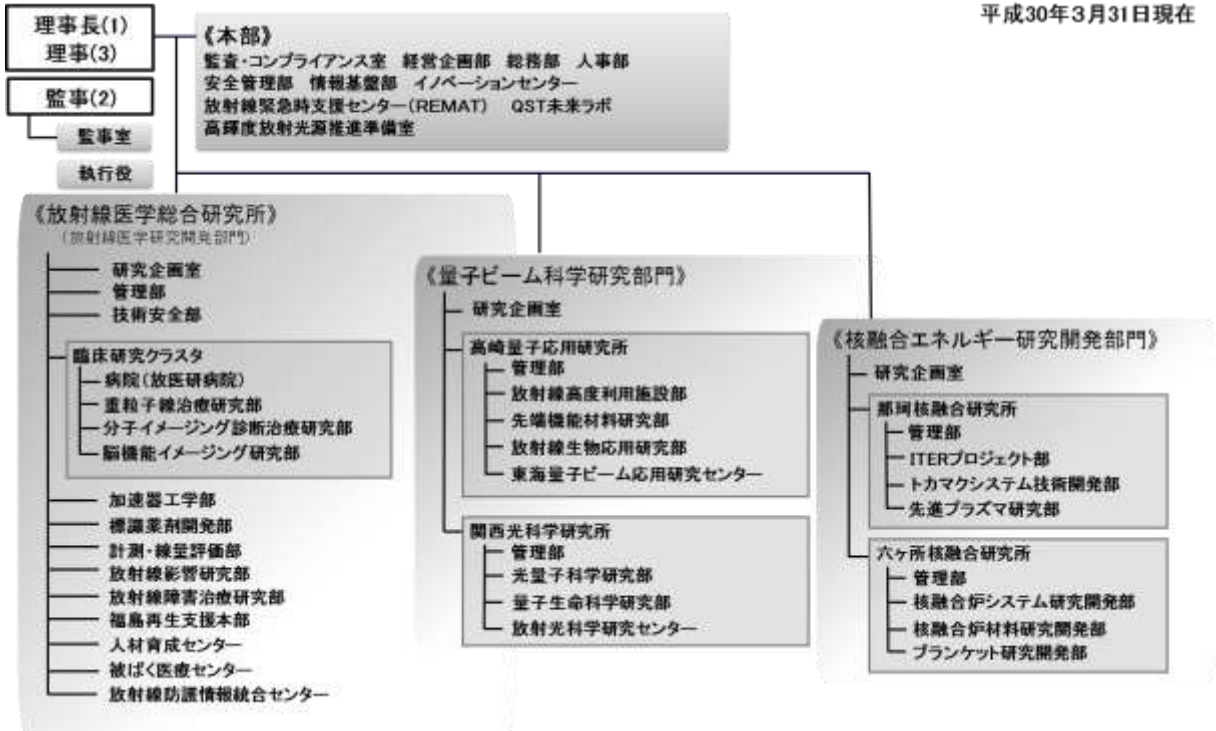 平成30年3月31日現在
理事長(1)
理事(3)
監事(2)
監事室
執行役
《本部》
監査・コンプライアンス室 経営企画部 総務部 人事部
安全管理部 情報基盤部 イノベーションセンター
放射線緊急時支援センター(REMAT) QST未来ラボ
高輝度放射光源推進準備室
《放射線医学総合研究所》
(放射線医学研究開発部門)
研究企画室
管理部
技術安全部
臨床研究クラスタ
病院(放医研病院)
重粒子線治療研究部
分子イメージング診断治療研究部
脳機能イメージング研究部
加速器工学部
標識薬剤開発部
計測・線量評価部
放射線影響研究部
放射線障害治療研究部
福島再生支援本部
人材育成センター
被ばく医療センター
放射線防護情報統合センター
《量子ビーム科学研究部門》
研究企画室
高崎量子応用研究所
管理部
放射線高度利用施設部
先端機能材料研究部
放射線生物応用研究部
東海量子ビーム応用研究センター
関西光科学研究所
管理部
光量子科学研究部
量子生命科学研究部
放射光科学研究センター
《核融合エネルギー研究開発部門》
研究企画室
那珂核融合研究所
管理部
ITERプロジェクト部
トカマクシステム技術開発部
先進プラズマ研究部
六ヶ所核融合研究所
管理部
核融合炉システム研究開発部
核融合炉材料研究開発部
ブランケット研究開発部